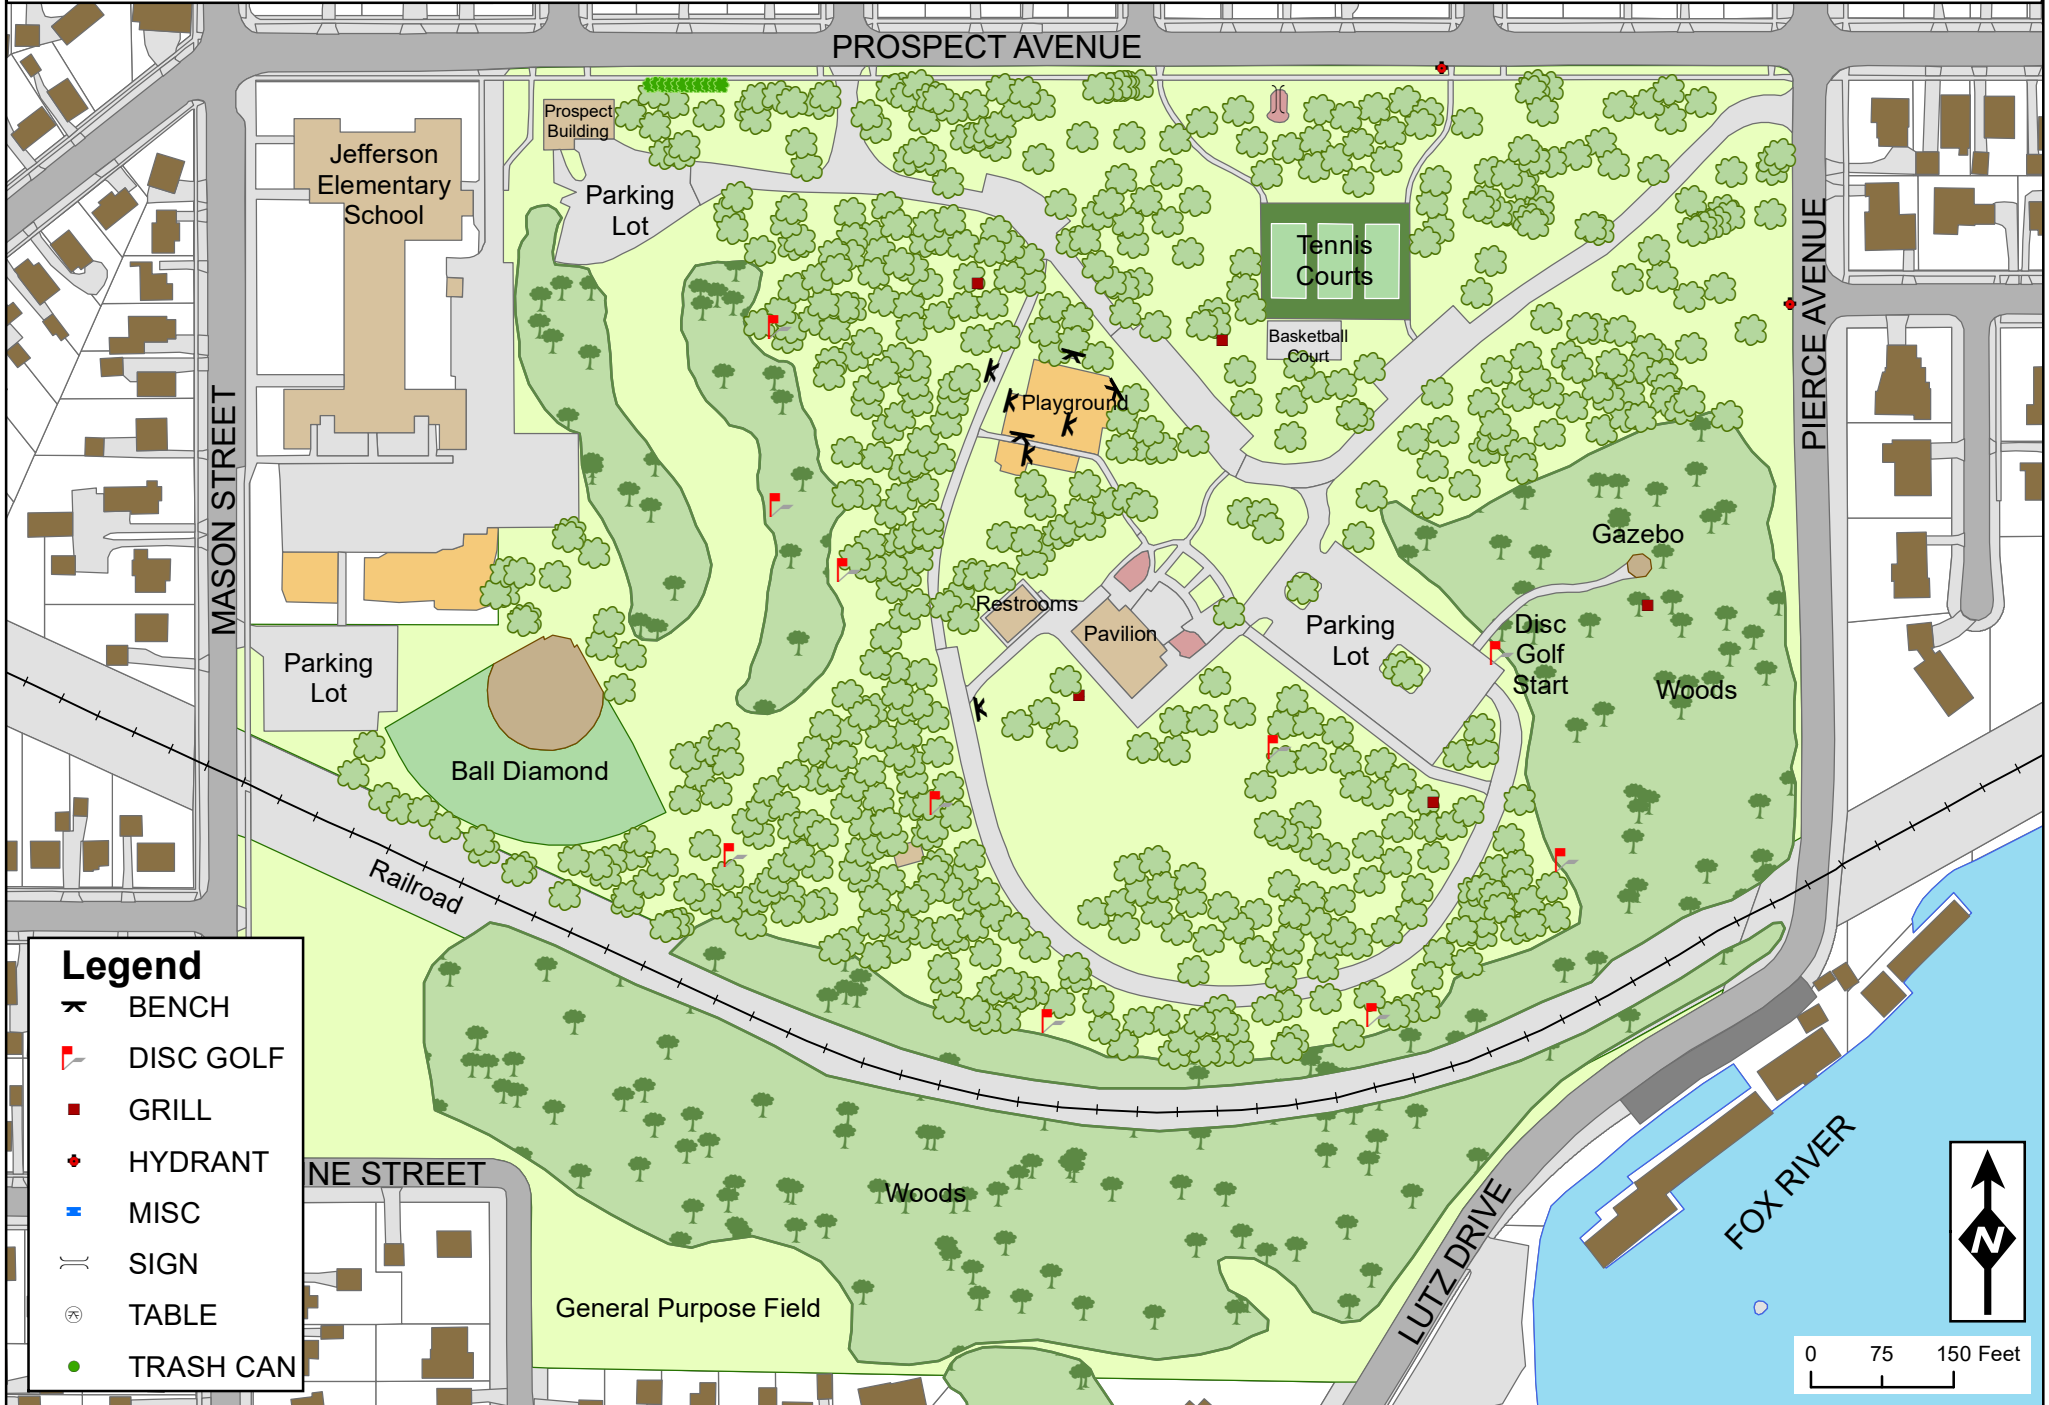 PROSPECT AVENUE
Prospect
Building
Jefferson
Elementary
School
Parking
Lot
Tennis
Courts
Basketball
Court
Playground
MASON STREET
PIERCE AVENUE
Gazebo
Restrooms
Pavilion
Parking
Lot
Disc
Golf
Start
Woods
Parking
Lot
Ball Diamond
Railroad
Legend
BENCH
DISC GOLF
GRILL
HYDRANT
MISC
SIGN
TABLE
TRASH CAN
NE STREET
Woods
General Purpose Field
LUTZ DRIVE
FOX RIVER
N
0 75 150 Feet